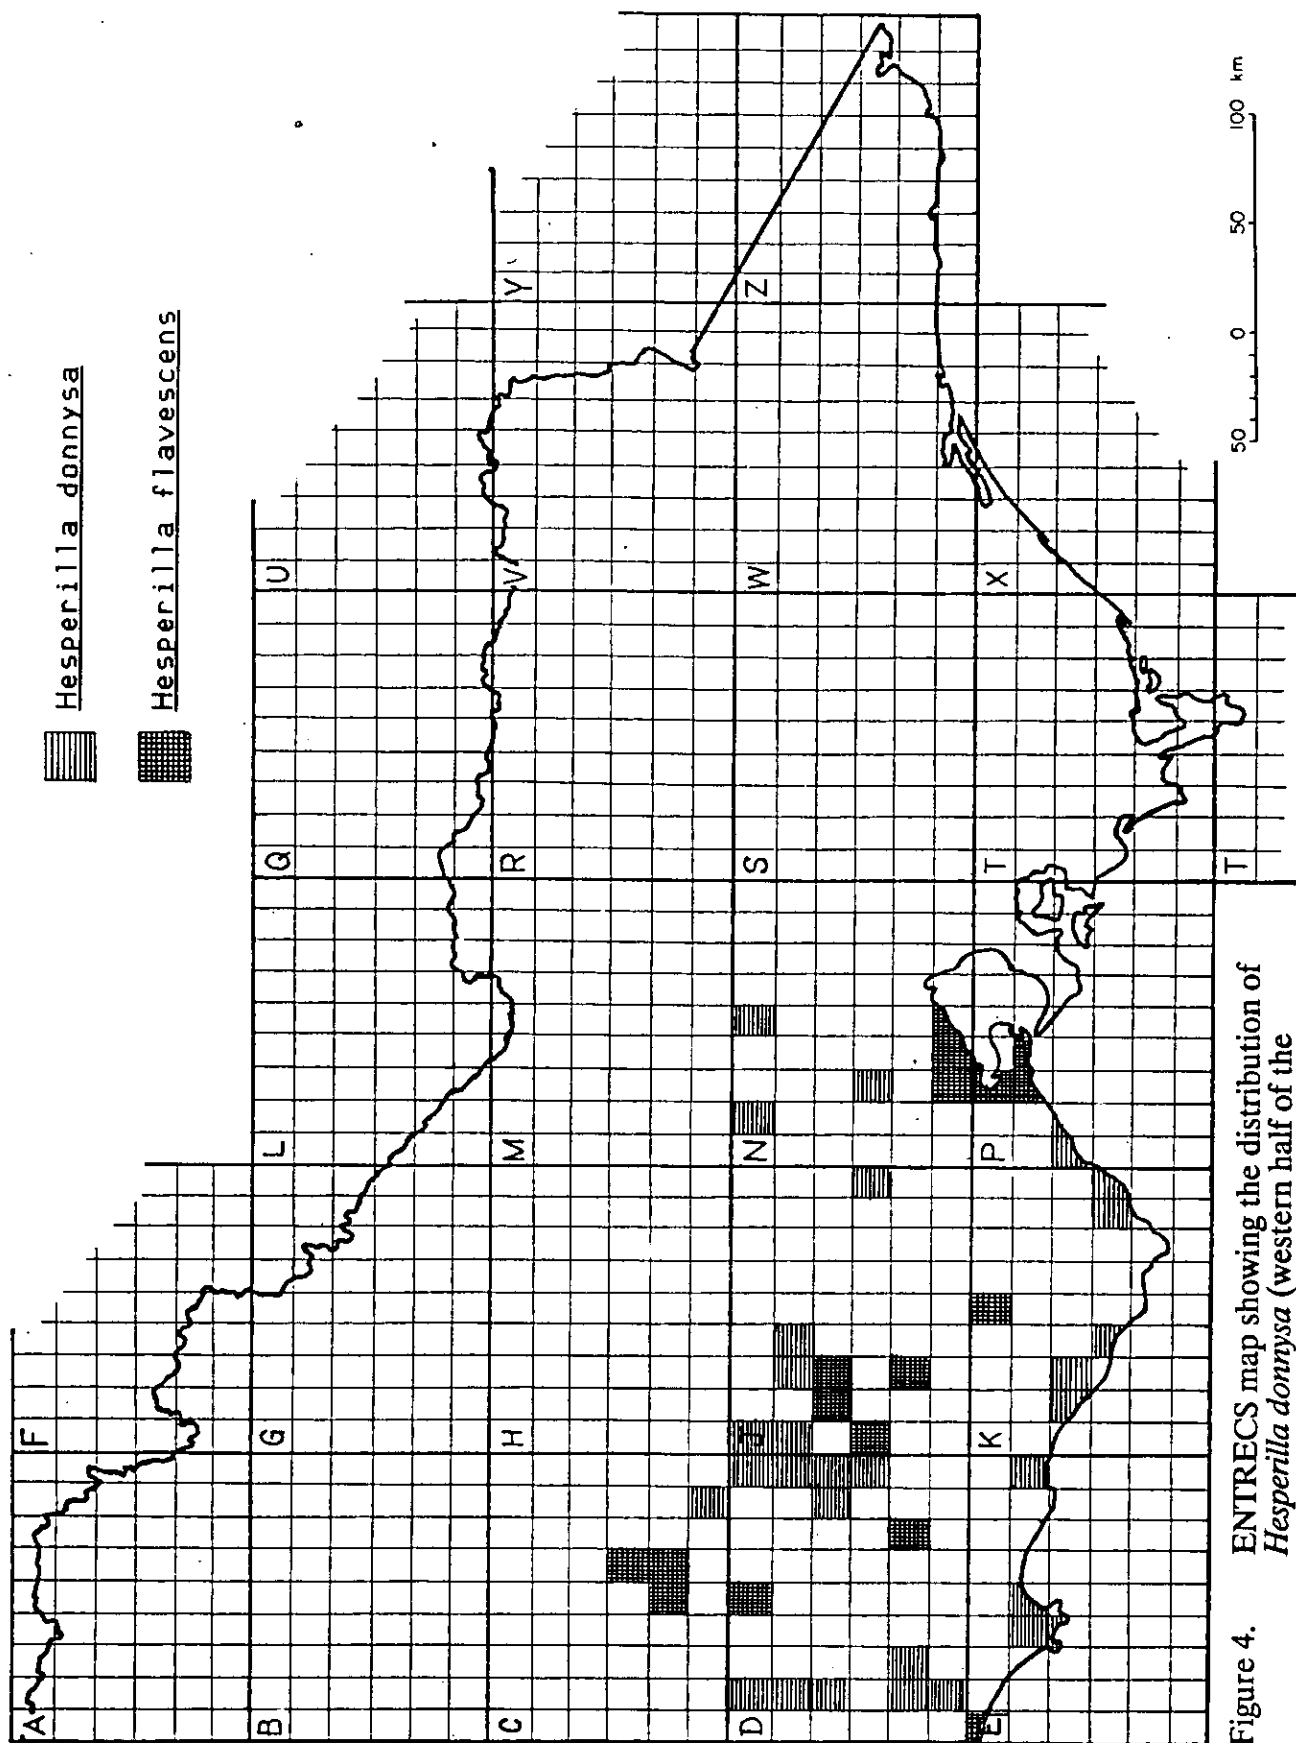 Hesperilla donnysa
Hesperilla flavescens
A
F
B
G
L
Q
U
C
H
M
R
V
Y
D
J
N
S
W
Z
E
K
P
T
X
T
50 0 50 100 km
Figure 4. ENTRECS map showing the distribution of
Hesperilla donnysa (western half of the